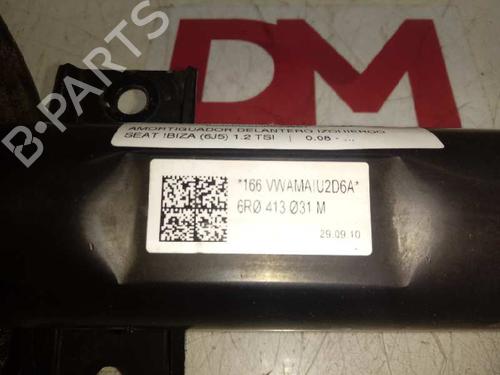 DM
AMORTIGUADOR DELANTERO IZQUIERDO
SEAT IBIZA (6J5) 1.2 TSI | 0.08 - ...
*166 VWAMAIU2D6A*
6RØ 413 Ø31 M
29.09.10
B-PARTS